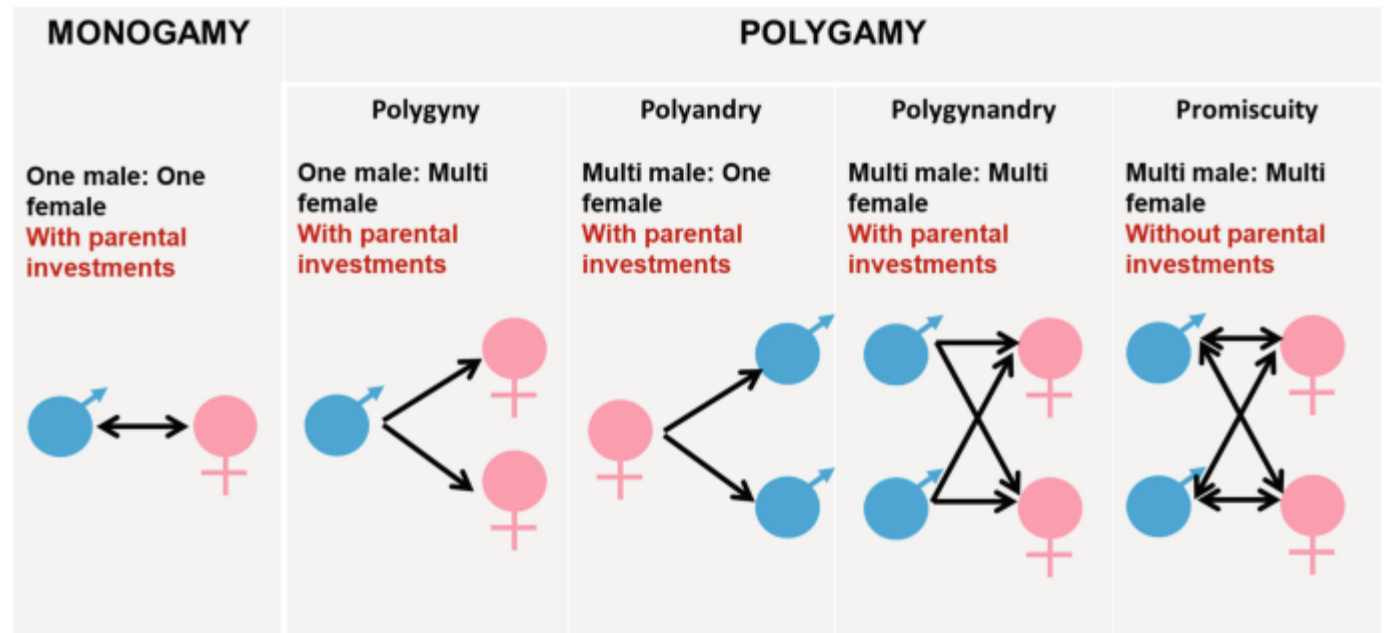 MONOGAMY
POLYGAMY
One male: One
female
With parental
investments
Polygyny
One male: Multi
female
With parental
investments
Polyandry
Multi male: One
female
With parental
investments
Polygynandry
Multi male: Multi
female
With parental
investments
Promiscuity
Multi male: Multi
female
Without parental
investments